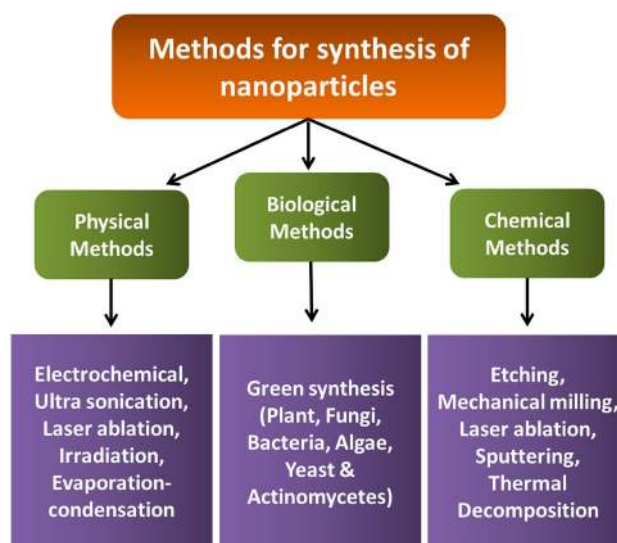 Methods for synthesis of
nanoparticles
Physical
Methods
Biological
Methods
Chemical
Methods
Electrochemical,
Ultra sonication,
Laser ablation,
Irradiation,
Evaporation-
condensation
Green synthesis
(Plant, Fungi,
Bacteria, Algae,
Yeast &
Actinomycetes)
Etching,
Mechanical milling,
Laser ablation,
Sputtering,
Thermal
Decomposition